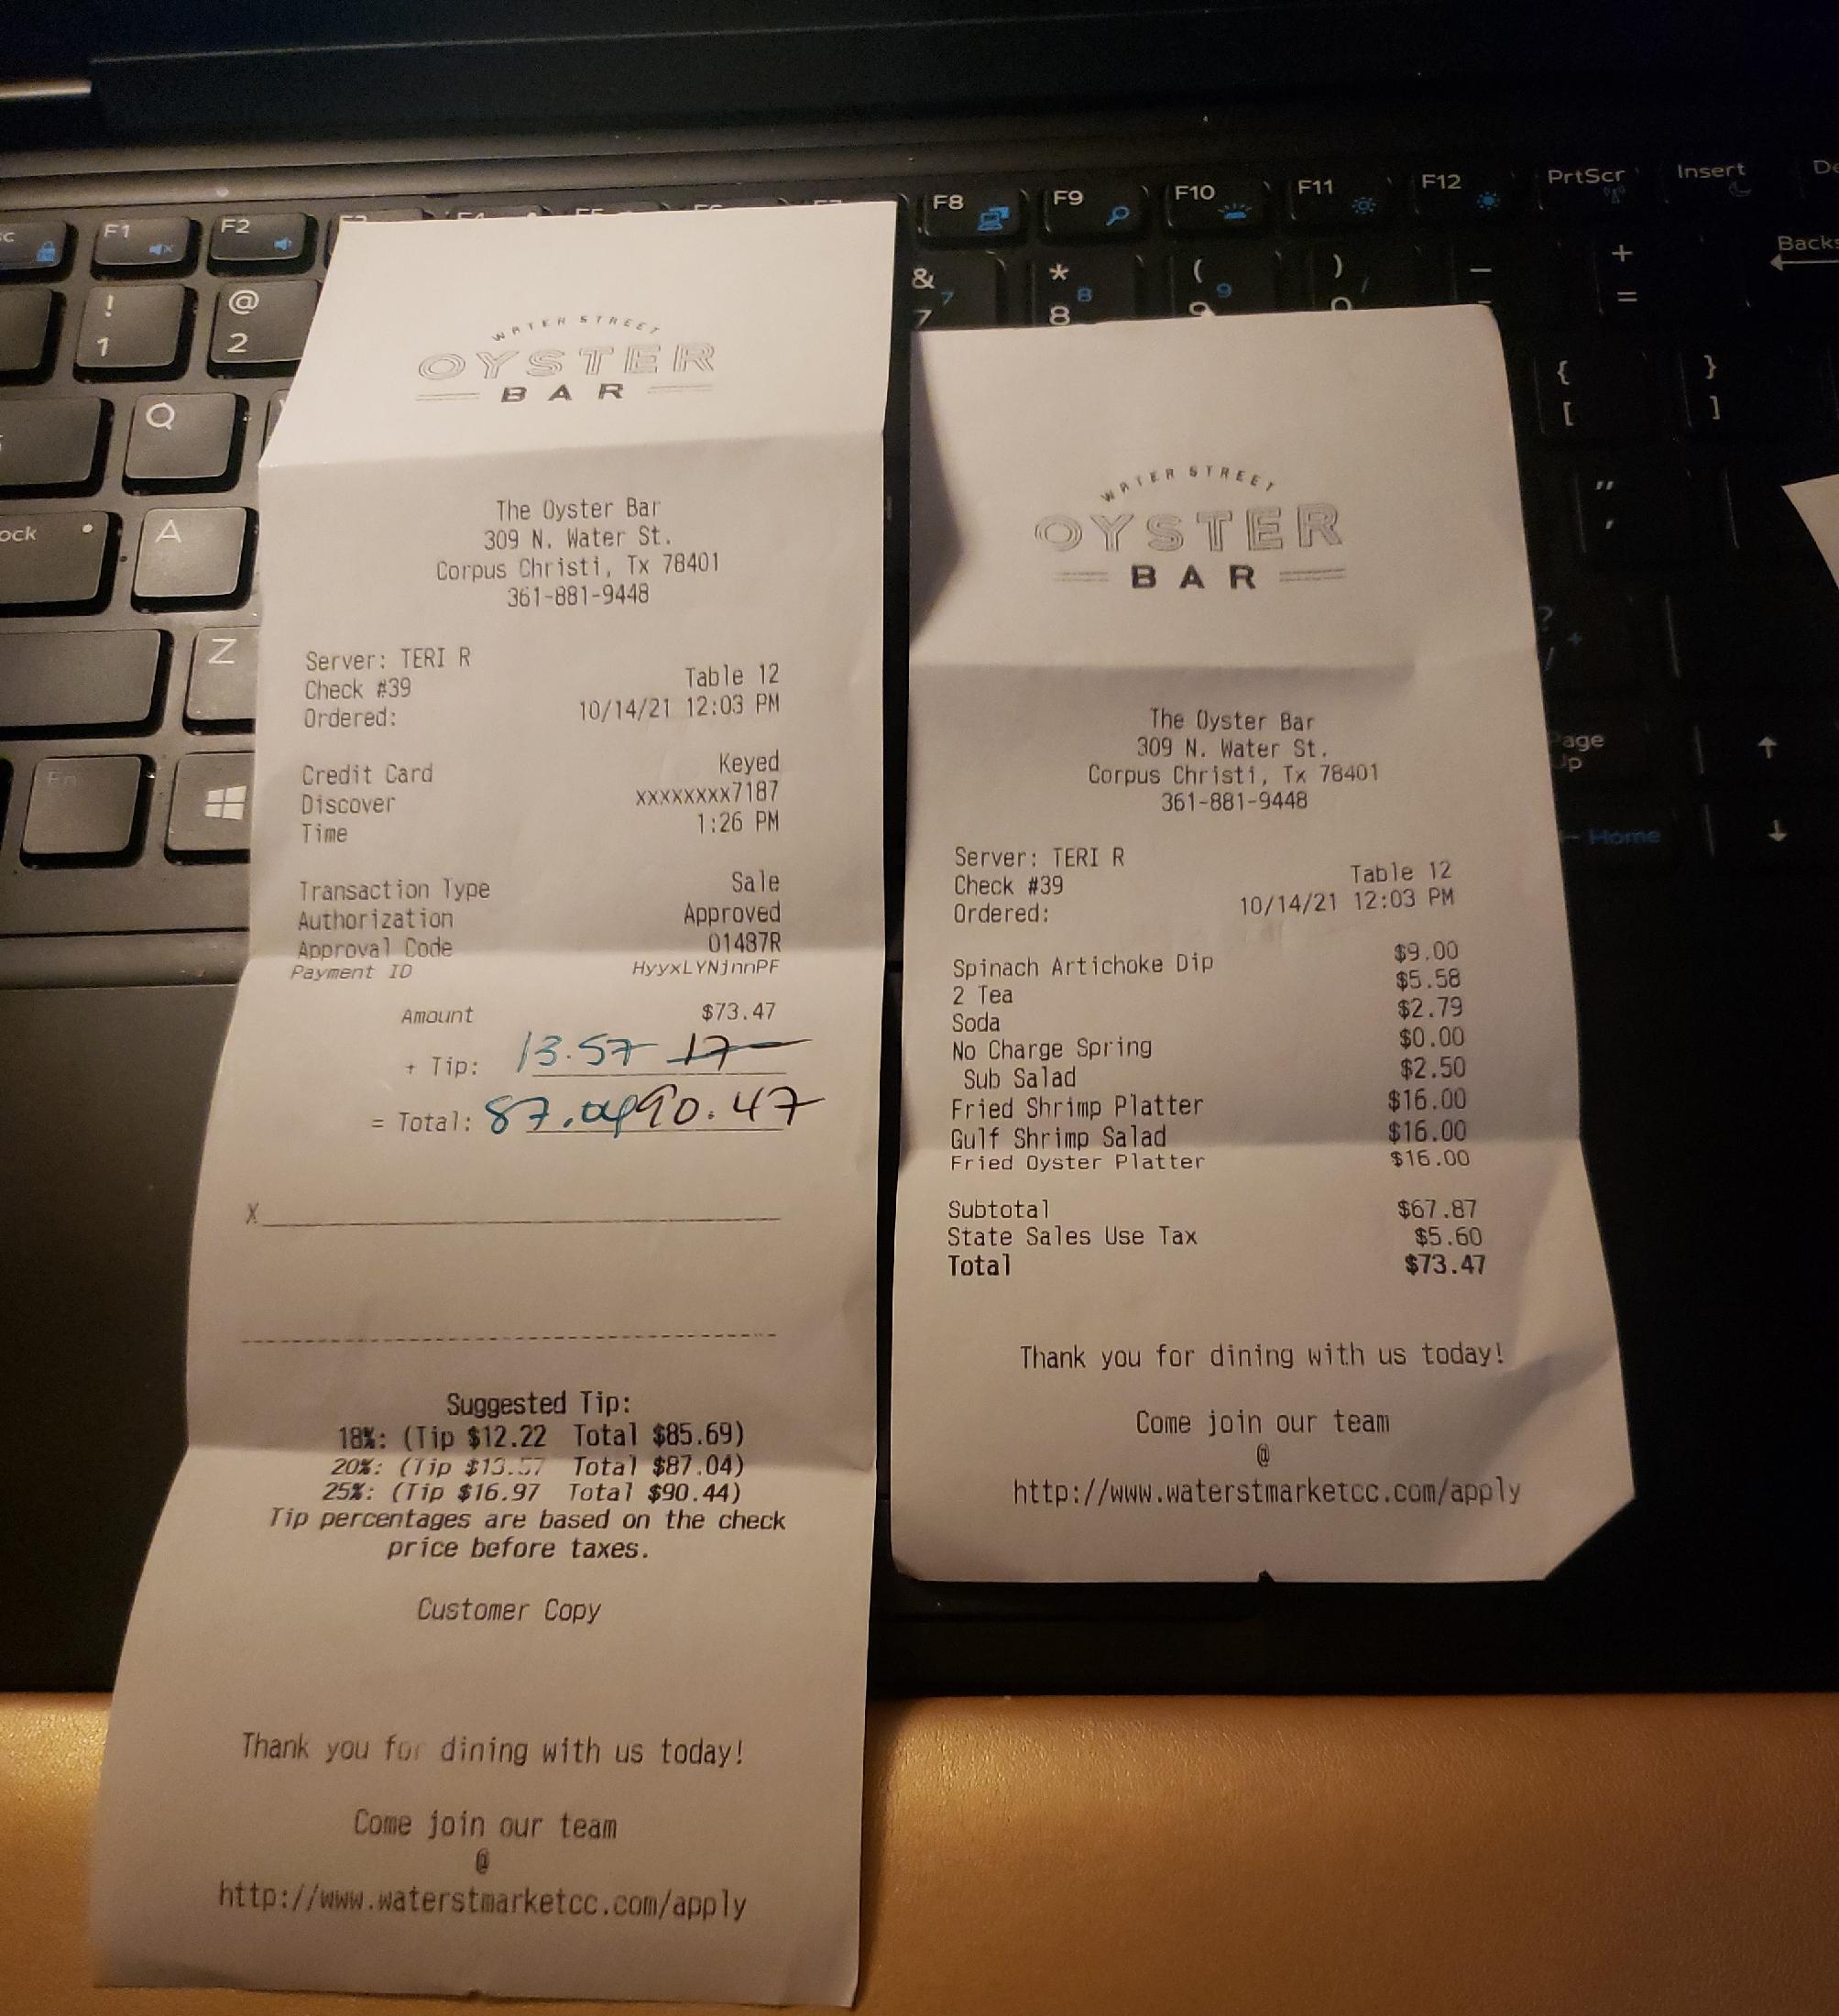 WATER STREET
OYSTER
BAR
The Oyster Bar
309 N. Water St.
Corpus Christi, Tx 78401
361-881-9448
Server: TERI R
Check #39 Table 12
Ordered: 10/14/21 12:03 PM
Credit Card Keyed
Discover xxxxxxxx7187
Time 1:26 PM
Transaction Type Sale
Authorization Approved
Approval Code 01487R
Payment ID HyyxLYNjnnPF
Amount $73.47
+ Tip: 13.57 17
= Total: 87.04 90.47
X
Suggested Tip:
18%: (Tip $12.22 Total $85.69)
20%: (Tip $13.57 Total $87.04)
25%: (Tip $16.97 Total $90.44)
Tip percentages are based on the check
price before taxes.
Customer Copy
Thank you for dining with us today!
Come join our team
@
http://www.waterstmarketcc.com/apply
WATER STREET
OYSTER
BAR
The Oyster Bar
309 N. Water St.
Corpus Christi, Tx 78401
361-881-9448
Server: TERI R
Check #39 Table 12
Ordered: 10/14/21 12:03 PM
Spinach Artichoke Dip $9.00
2 Tea $5.58
Soda $2.79
No Charge Spring $0.00
Sub Salad $2.50
Fried Shrimp Platter $16.00
Gulf Shrimp Salad $16.00
Fried Oyster Platter $16.00
Subtotal $67.87
State Sales Use Tax $5.60
Total $73.47
Thank you for dining with us today!
Come join our team
@
http://www.waterstmarketcc.com/apply
F1 F2 F8 F9 F10 F11 F12 PrtScr Insert
! @ & * ( ) — +
1 2 7 8 9 0 =
7 8 9 /
Q { }
[ ]
A "
,
Z ? +
/
Fn
Home